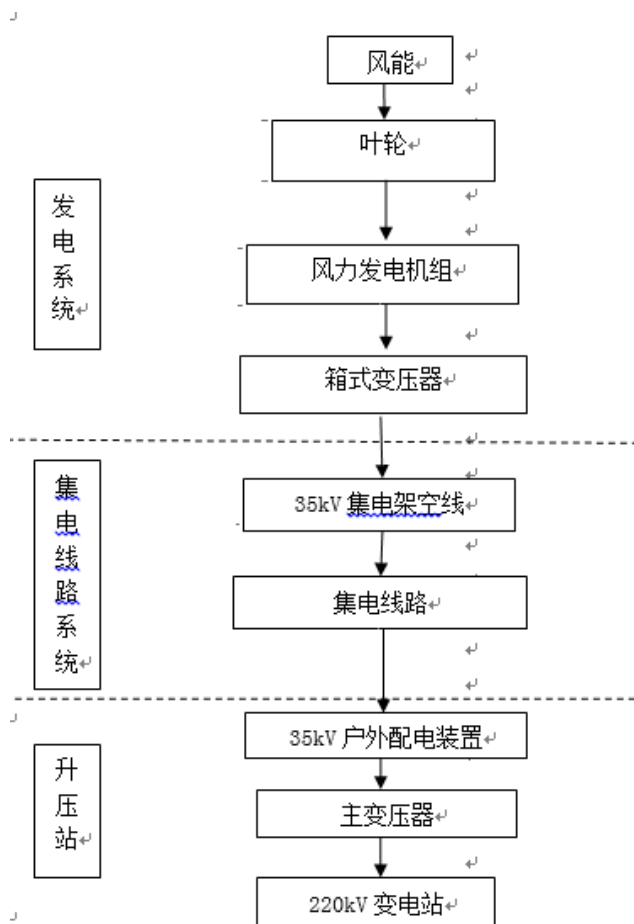 风能
叶轮
发电系统
风力发电机组
箱式变压器
集电线路系统
35kV 集电架空线
集电线路
35kV 户外配电装置
升压站
主变压器
220kV 变电站